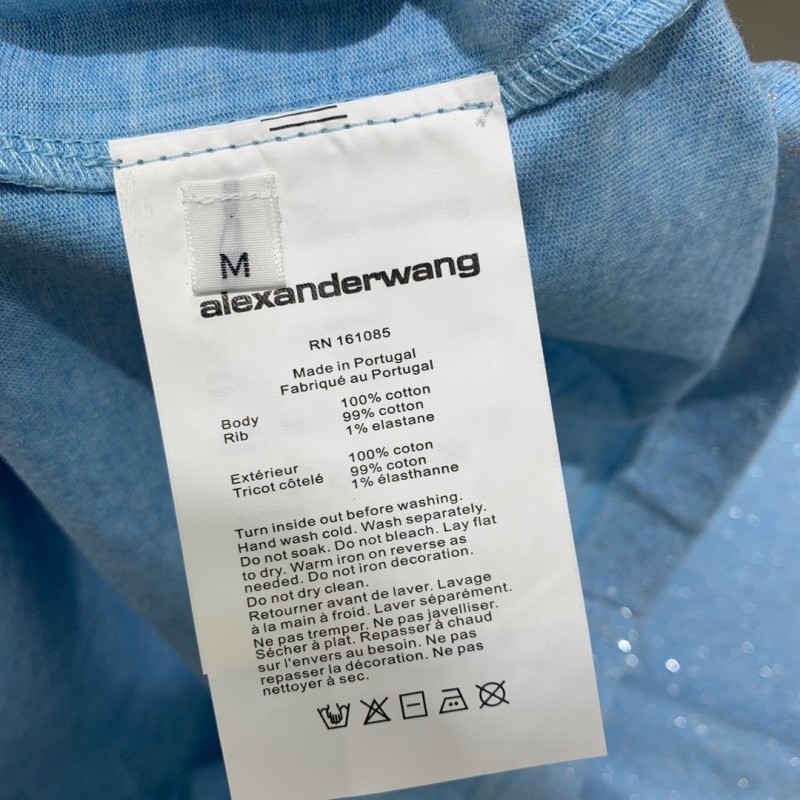 M
alexanderwang
RN 161085
Made in Portugal
Fabriqué au Portugal
Body 100% cotton
Rib 99% cotton
1% elastane
Extérieur 100% coton
Tricot côtelé 99% coton
1% élasthanne
Turn inside out before washing.
Hand wash cold. Wash separately.
Do not soak. Do not bleach. Lay flat
to dry. Warm iron on reverse as
needed. Do not iron decoration.
Do not dry clean.
Retourner avant de laver. Lavage
à la main à froid. Laver séparément.
Ne pas tremper. Ne pas javelliser.
Sécher à plat. Repasser à chaud
sur l'envers au besoin. Ne pas
repasser la décoration. Ne pas
nettoyer à sec.